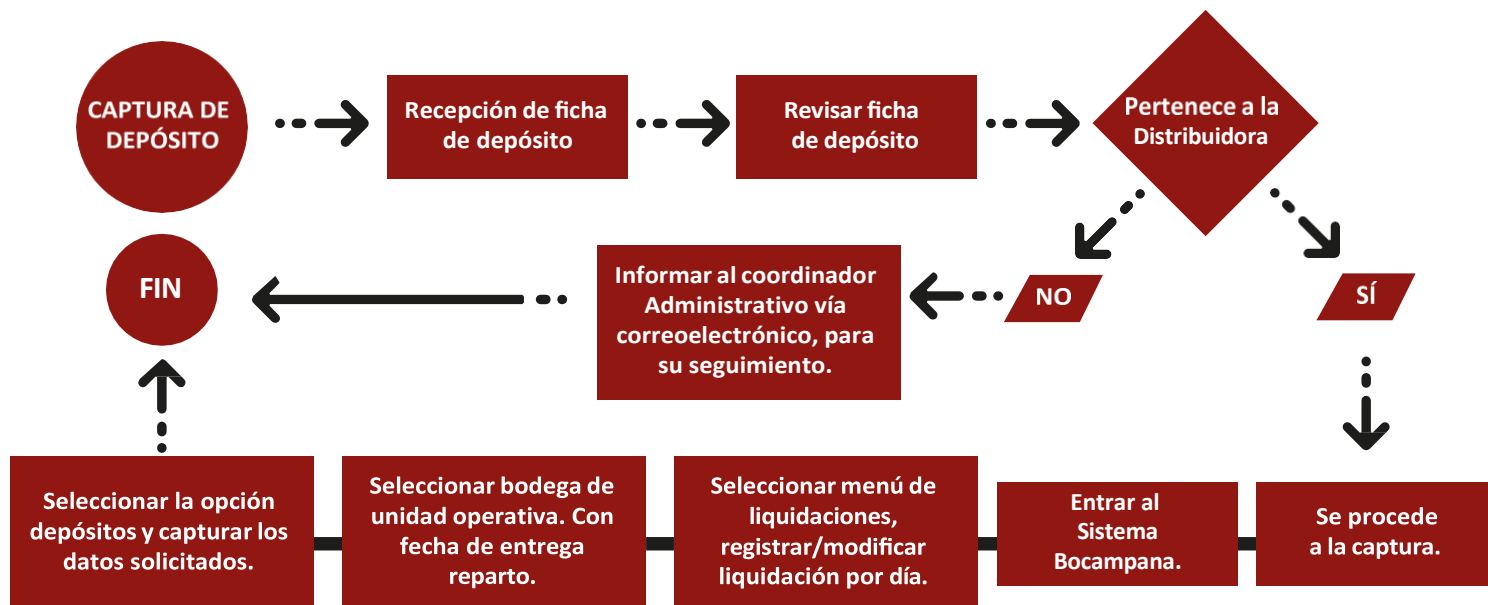 CAPTURA DE
DEPÓSITO
Recepción de ficha
de depósito
Revisar ficha
de depósito
Pertenece a la
Distribuidora
FIN
Informar al coordinador
Administrativo vía
correoelectrónico, para
su seguimiento.
NO
SÍ
Seleccionar la opción
depósitos y capturar los
datos solicitados.
Seleccionar bodega de
unidad operativa. Con
fecha de entrega
reparto.
Seleccionar menú de
liquidaciones,
registrar/modificar
liquidación por día.
Entrar al
Sistema
Bocampana.
Se procede
a la captura.